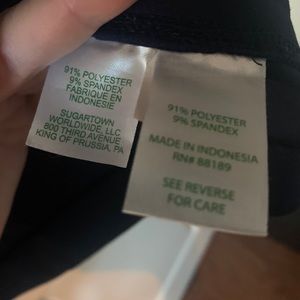 91% POLYESTER
9% SPANDEX
FABRIQUE EN
INDONESIE
SUGARTOWN
WORLDWIDE, LLC
800 THIRD AVENUE
KING OF PRUSSIA, PA
91% POLYESTER
9% SPANDEX
MADE IN INDONESIA
RN# 88189
SEE REVERSE
FOR CARE